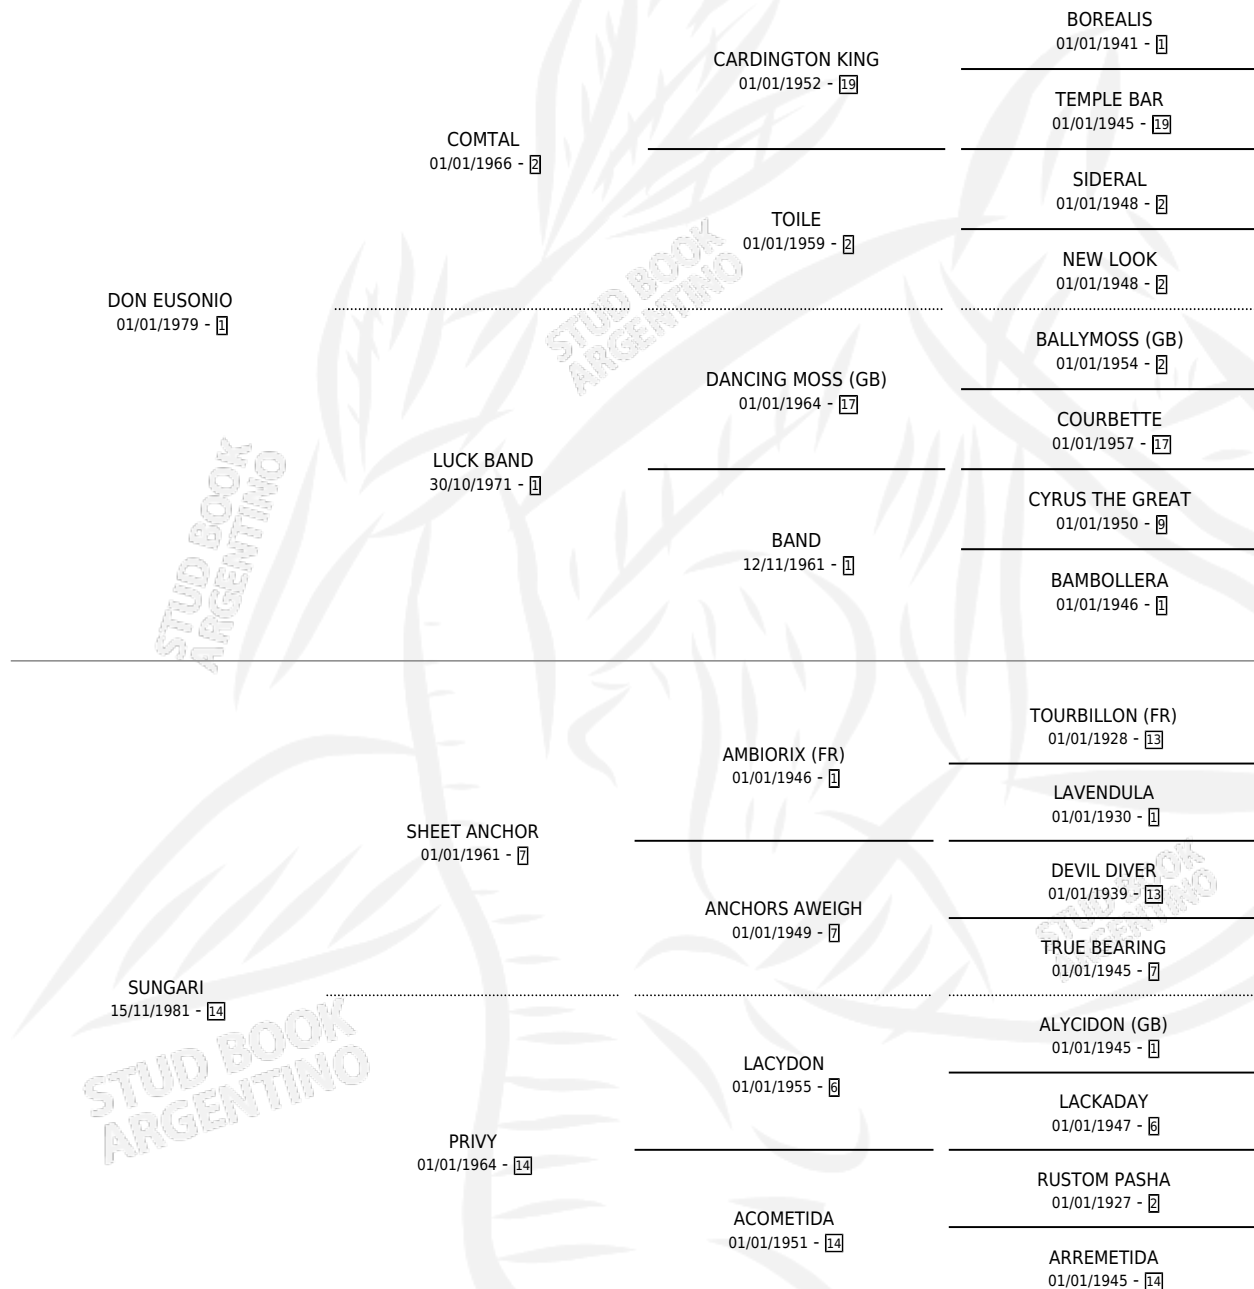 BOREALIS
01/01/1941 - 1
CARDINGTON KING
01/01/1952 - 19
TEMPLE BAR
01/01/1945 - 19
COMTAL
01/01/1966 - 2
SIDERAL
01/01/1948 - 2
TOILE
01/01/1959 - 2
NEW LOOK
01/01/1948 - 2
DON EUSONIO
01/01/1979 - 1
BALLYMOSS (GB)
01/01/1954 - 2
DANCING MOSS (GB)
01/01/1964 - 17
COURBETTE
01/01/1957 - 17
LUCK BAND
30/10/1971 - 1
CYRUS THE GREAT
01/01/1950 - 9
BAND
12/11/1961 - 1
BAMBOLLERA
01/01/1946 - 1
TOURBILLON (FR)
01/01/1928 - 13
AMBIORIX (FR)
01/01/1946 - 1
LAVENDULA
01/01/1930 - 1
SHEET ANCHOR
01/01/1961 - 7
DEVIL DIVER
01/01/1939 - 13
ANCHORS AWEIGH
01/01/1949 - 7
TRUE BEARING
01/01/1945 - 7
SUNGARI
15/11/1981 - 14
ALYCIDON (GB)
01/01/1945 - 1
LACYDON
01/01/1955 - 6
LACKADAY
01/01/1947 - 6
PRIVY
01/01/1964 - 14
RUSTOM PASHA
01/01/1927 - 2
ACOMETIDA
01/01/1951 - 14
ARREMETIDA
01/01/1945 - 14
STUD BOOK
ARGENTINO
STUD BOOK
ARGENTINO
STUD BOOK
ARGENTINO
STUD BOOK
ARGENTINO